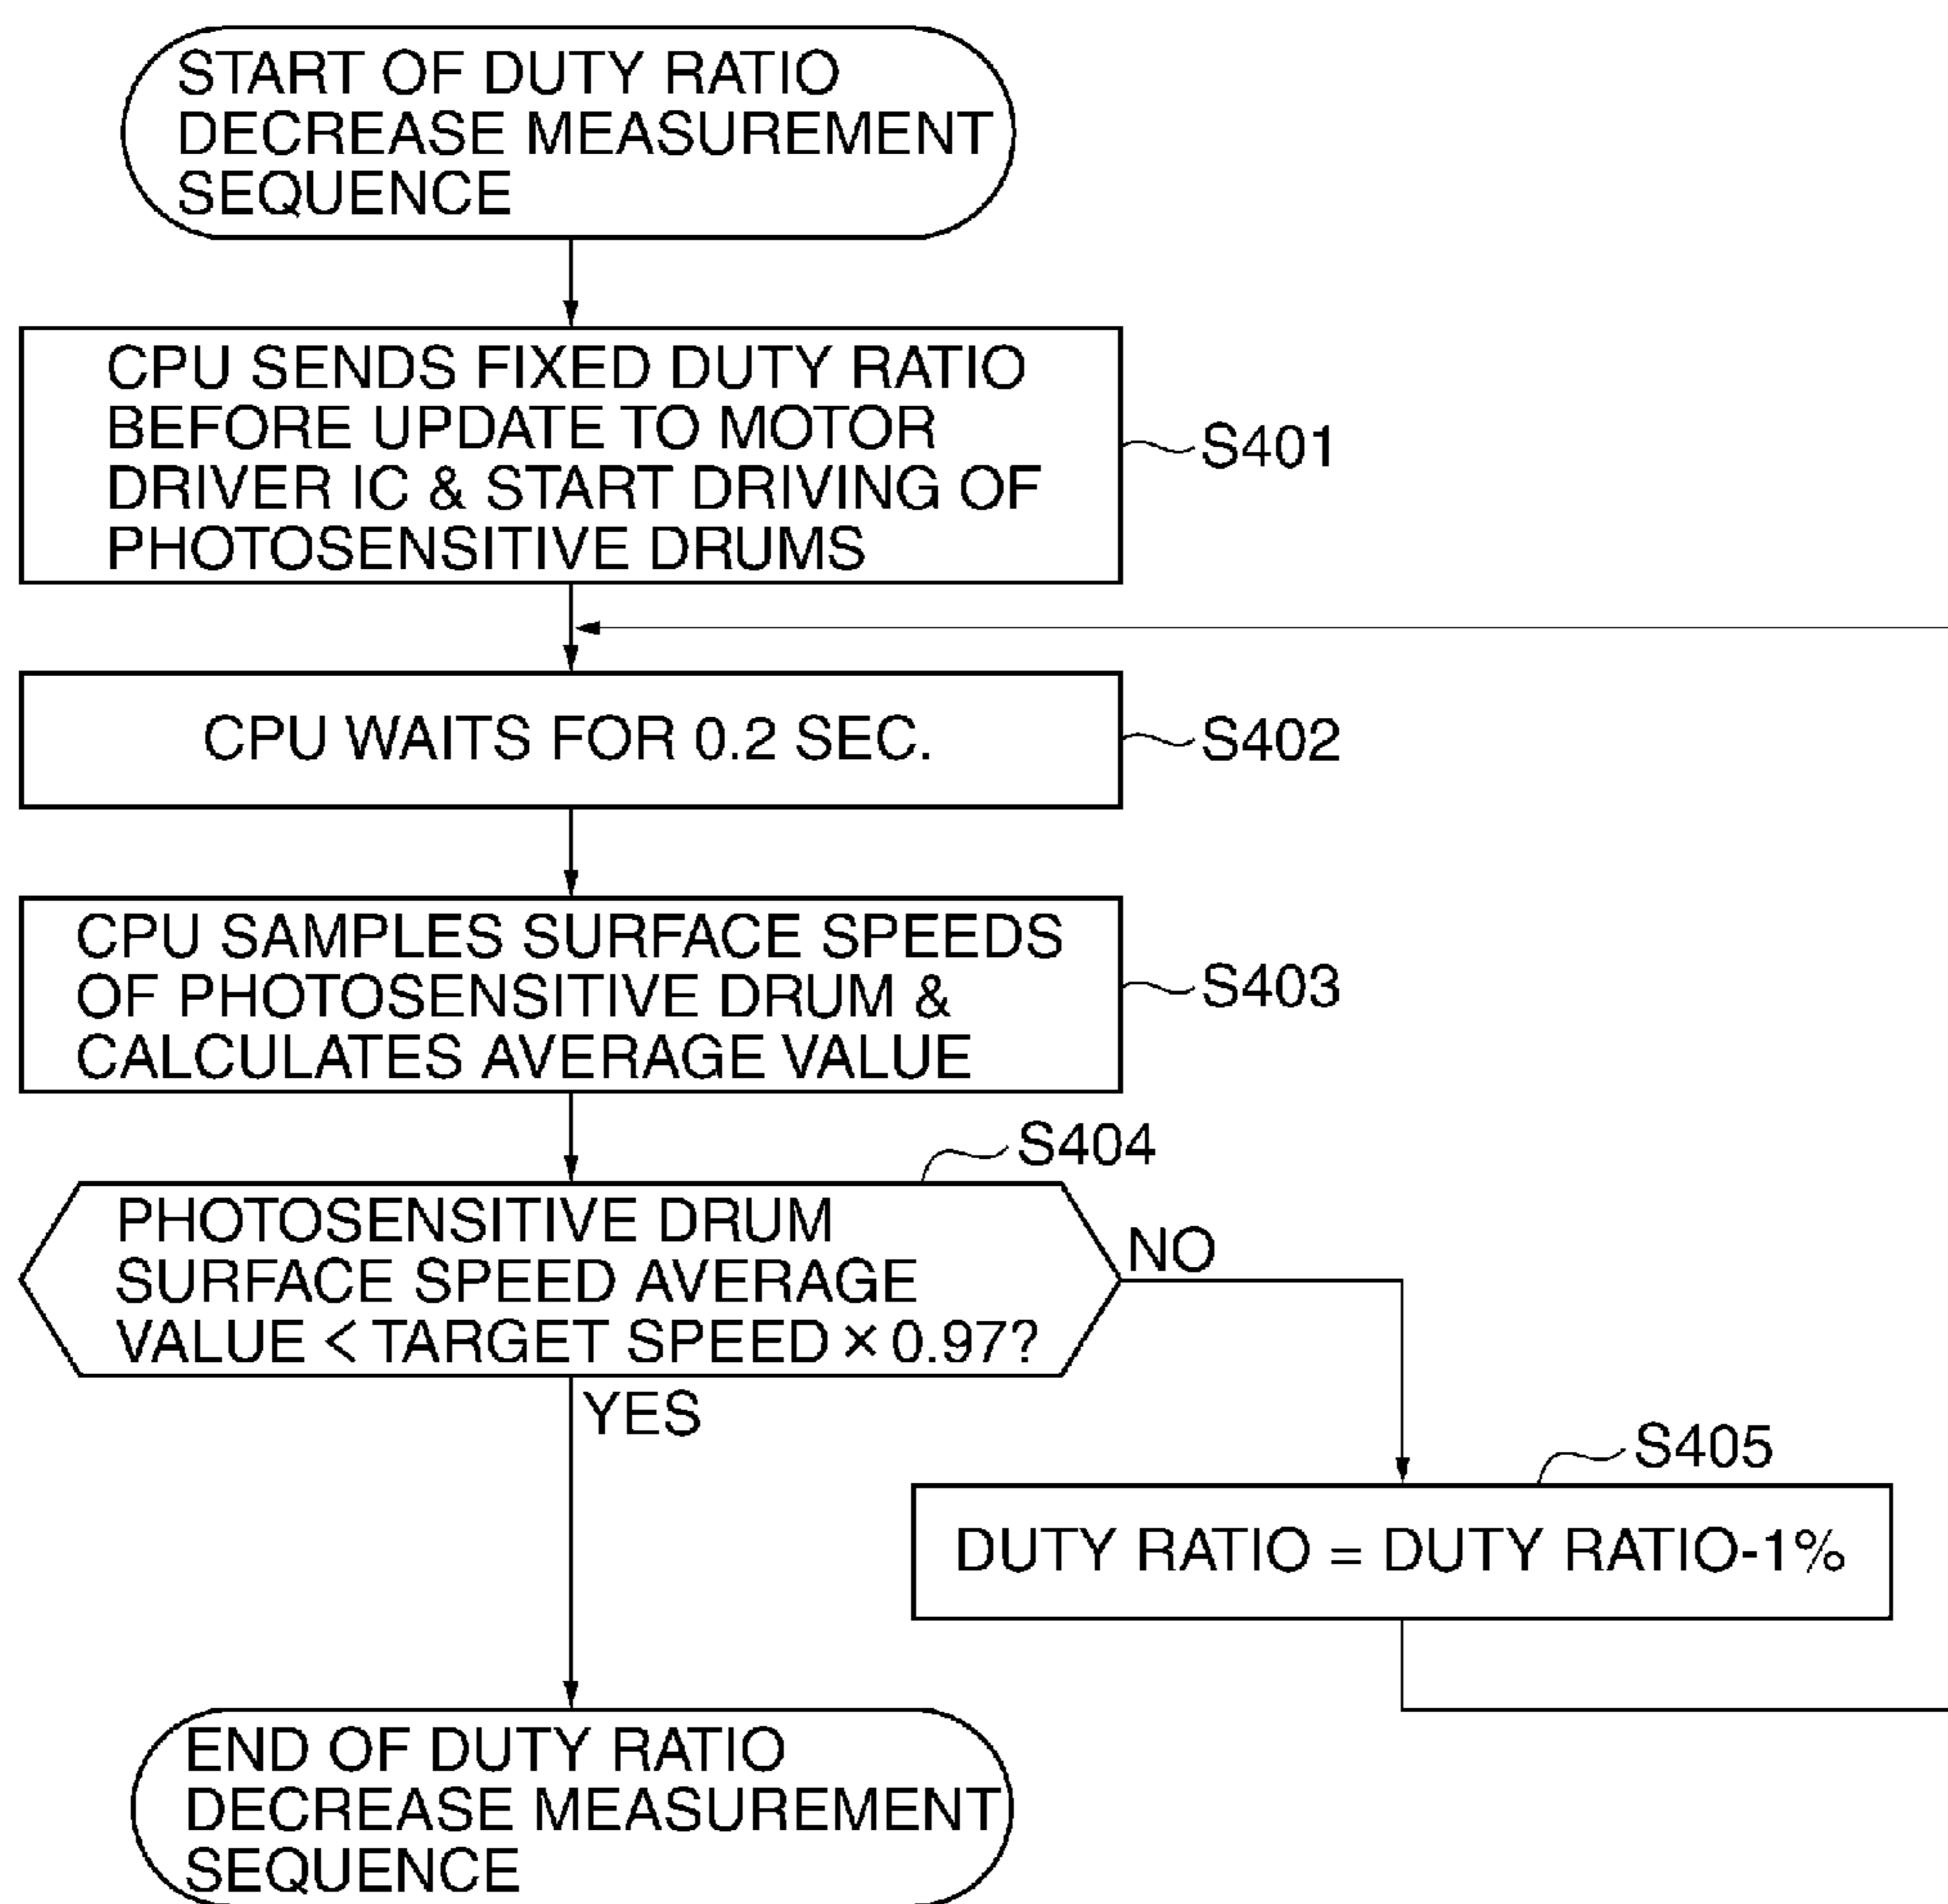 START OF DUTY RATIO
DECREASE MEASUREMENT
SEQUENCE
CPU SENDS FIXED DUTY RATIO
BEFORE UPDATE TO MOTOR
DRIVER IC & START DRIVING OF
PHOTOSENSITIVE DRUMS
S401
CPU WAITS FOR 0.2 SEC.
S402
CPU SAMPLES SURFACE SPEEDS
OF PHOTOSENSITIVE DRUM &
CALCULATES AVERAGE VALUE
S403
S404
PHOTOSENSITIVE DRUM
SURFACE SPEED AVERAGE
VALUE < TARGET SPEED × 0.97?
NO
YES
S405
DUTY RATIO = DUTY RATIO-1%
END OF DUTY RATIO
DECREASE MEASUREMENT
SEQUENCE